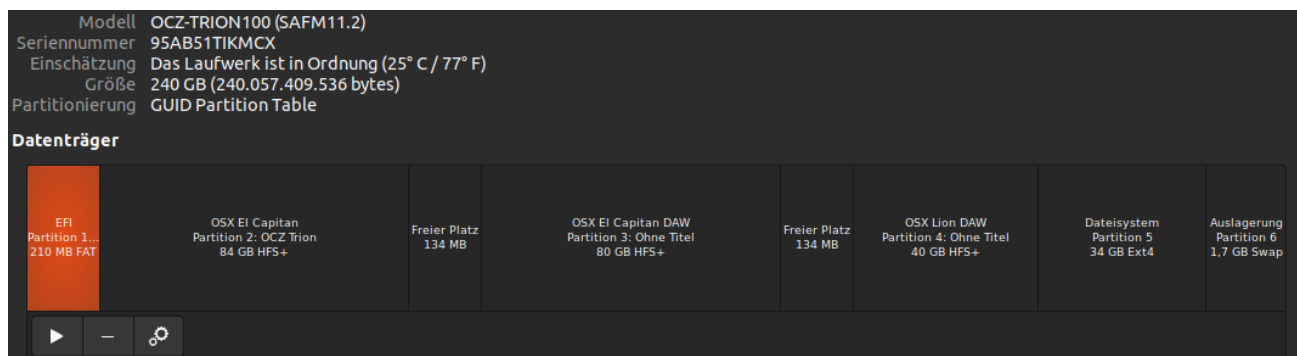 Modell OCZ-TRION100 (SAFM11.2)
Seriennummer 95AB51TIKMCX
Einschätzung Das Laufwerk ist in Ordnung (25° C / 77° F)
Größe 240 GB (240.057.409.536 bytes)
Partitionierung GUID Partition Table
Datenträger
EFI
Partition 1...
210 MB FAT
OSX El Capitan
Partition 2: OCZ Trion
84 GB HFS+
Freier Platz
134 MB
OSX El Capitan DAW
Partition 3: Ohne Titel
80 GB HFS+
Freier Platz
134 MB
OSX Lion DAW
Partition 4: Ohne Titel
40 GB HFS+
Dateisystem
Partition 5
34 GB Ext4
Auslagerung
Partition 6
1,7 GB Swap